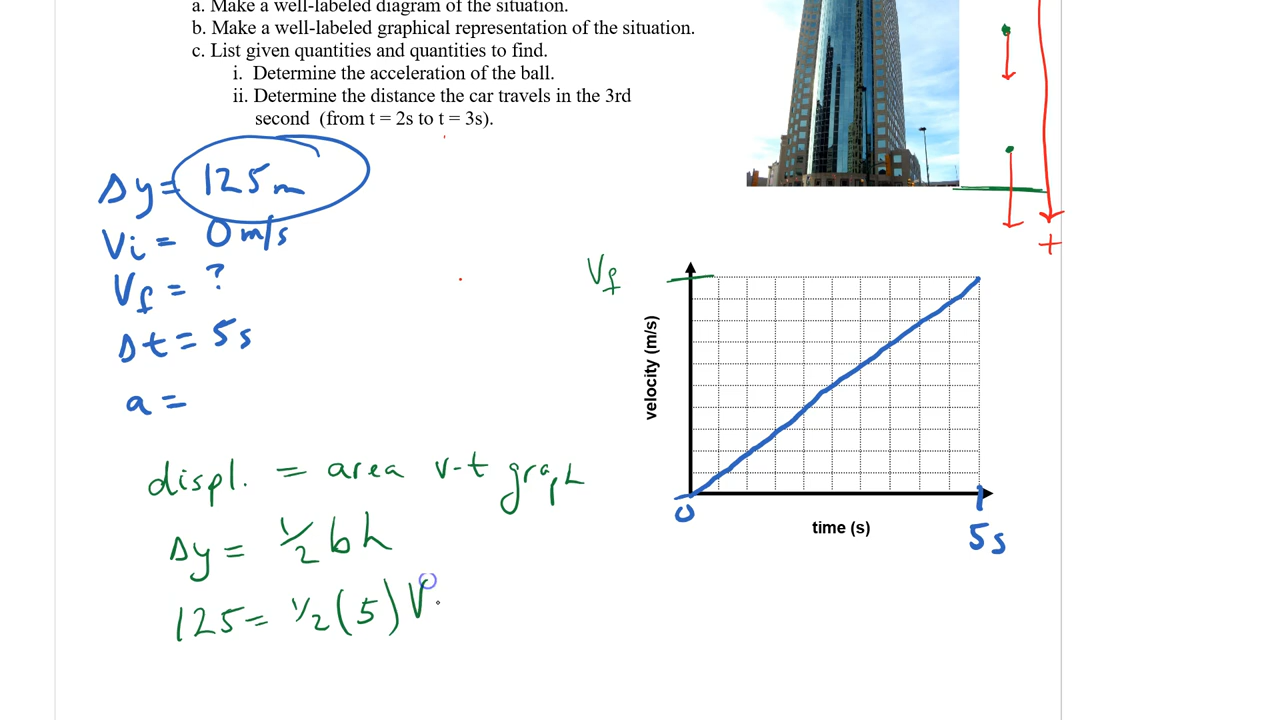 a. Make a well-labeled diagram of the situation.
b. Make a well-labeled graphical representation of the situation.
c. List given quantities and quantities to find.
i. Determine the acceleration of the ball.
ii. Determine the distance the car travels in the 3rd
second (from t = 2s to t = 3s).
+
Δy= 125m
Vi = 0 m/s
Vf = ?
Δt = 5s
a =
displ. = area v-t graph
Δy = 1/2 bh
125 = 1/2 (5) V
Vf
velocity (m/s)
0
time (s)
5s